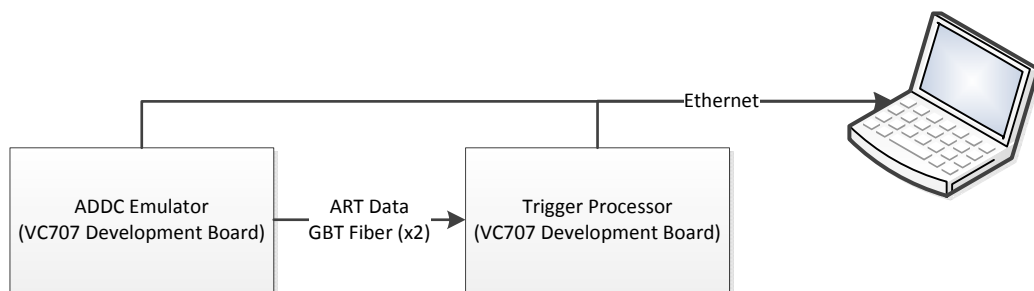 Ethernet
ADDC Emulator
(VC707 Development Board)
ART Data
GBT Fiber (x2)
Trigger Processor
(VC707 Development Board)